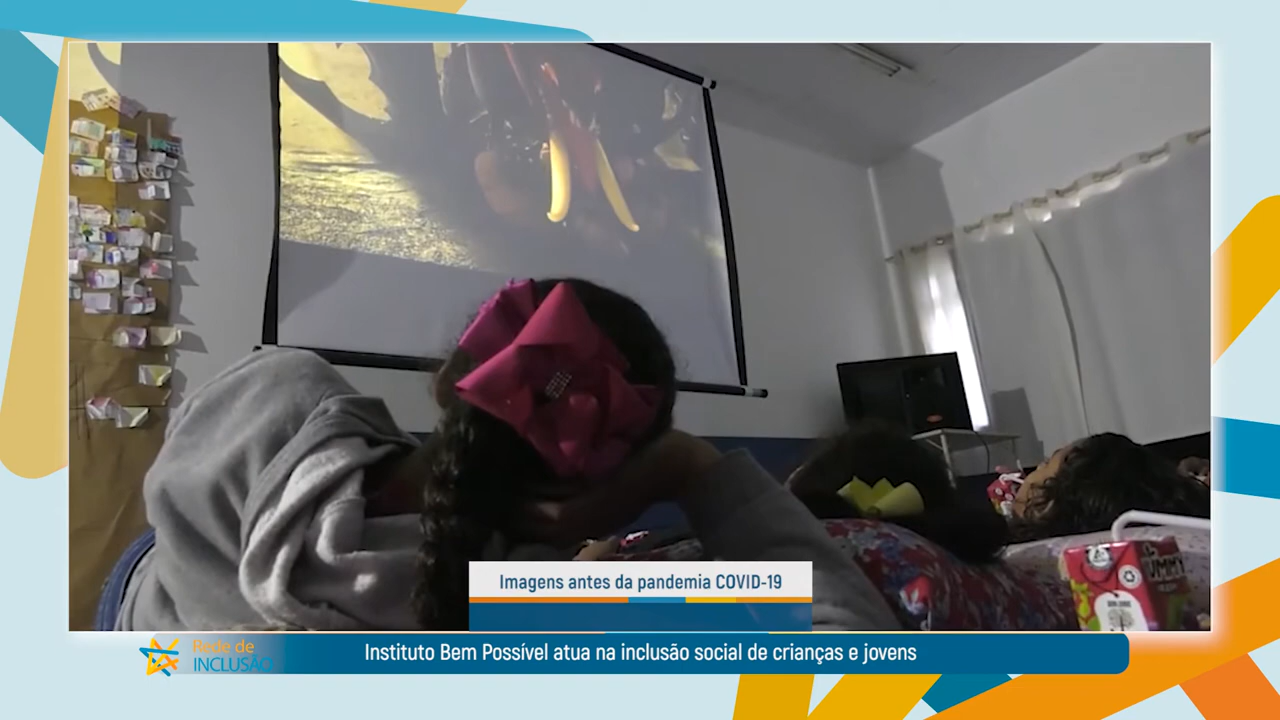 YUMMY
Imagens antes da pandemia COVID-19
Rede de
INCLUSÃO
Instituto Bem Possível atua na inclusão social de crianças e jovens